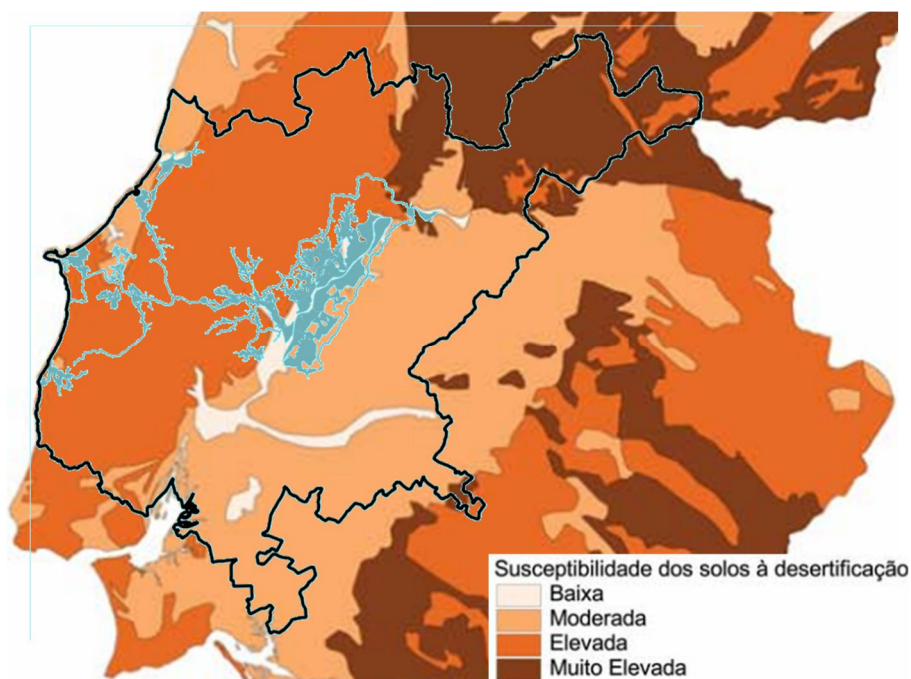 Susceptibilidade dos solos à desertificação
Baixa
Moderada
Elevada
Muito Elevada